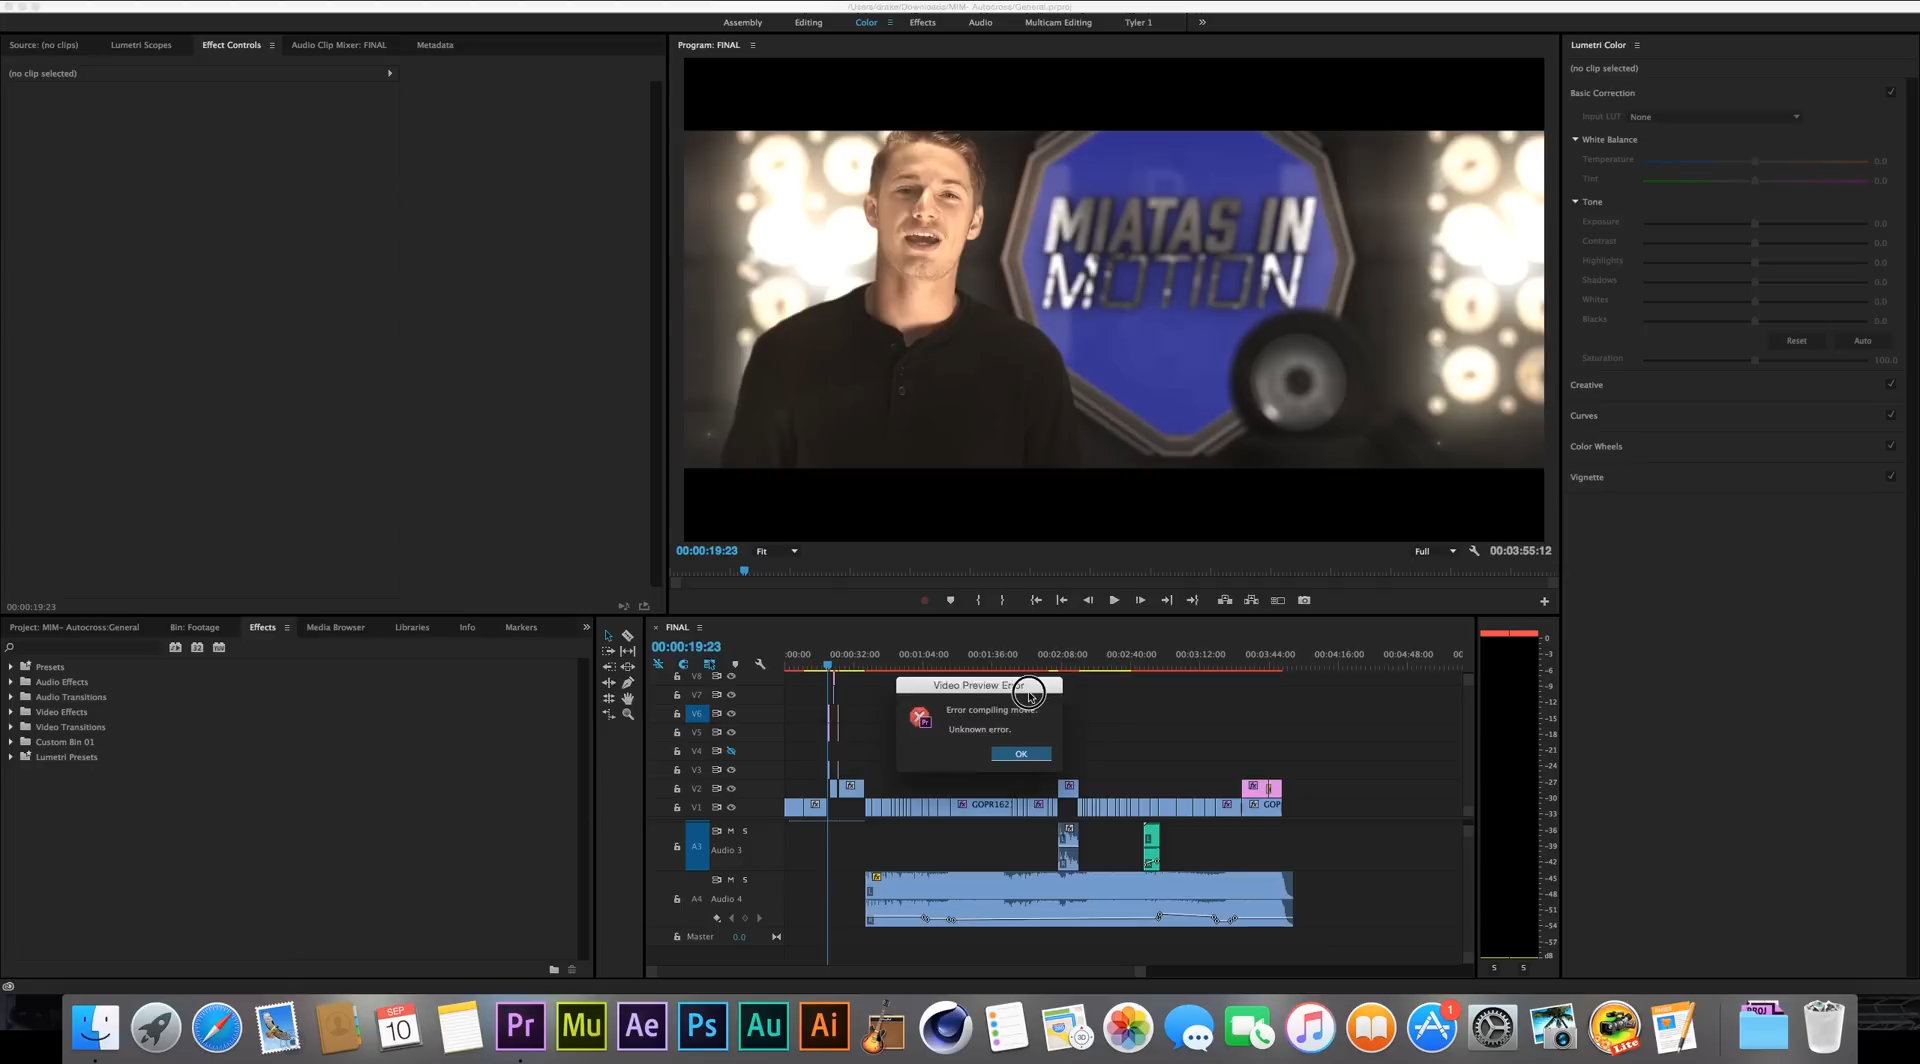 /Users/drake/Downloads/MIM- Autocross/General.prproj
Assembly Editing Color Effects Audio Multicam Editing Tyler 1
Source: (no clips) Lumetri Scopes Effect Controls Audio Clip Mixer: FINAL Metadata
(no clip selected)
00:00:19:23
Program: FINAL
MIATAS IN
MOTION
00:00:19:23 Fit Full 00:03:55:12
Lumetri Color
(no clip selected)
Basic Correction
Input LUT None
White Balance
Temperature 0.0
Tint 0.0
Tone
Exposure 0.0
Contrast 0.0
Highlights 0.0
Shadows 0.0
Whites 0.0
Blacks 0.0
Reset Auto
Saturation 100.0
Creative
Curves
Color Wheels
Vignette
Project: MIM- Autocross:General Bin: Footage Effects Media Browser Libraries Info Markers
Presets
Audio Effects
Audio Transitions
Video Effects
Video Transitions
Custom Bin 01
Lumetri Presets
FINAL
00:00:19:23
:00:00 00:00:32:00 00:01:04:00 00:01:36:00 00:02:08:00 00:02:40:00 00:03:12:00 00:03:44:00 00:04:16:00 00:04:48:00 00
V8
V7
V6
V5
V4
V3
V2
V1 GOPR162 GOP
Video Preview Error
Error compiling movie.
Unknown error.
OK
A3 M S
Audio 3
M S
A4 Audio 4
Master 0.0
0
-3
-6
-9
-12
-15
-18
-21
-24
-27
-30
-33
-36
-39
-42
-45
-48
-51
-54
-57
dB
S S
SEP
10
Pr Mu Ae Ps Au Ai
3D
1
Lite
PROJ